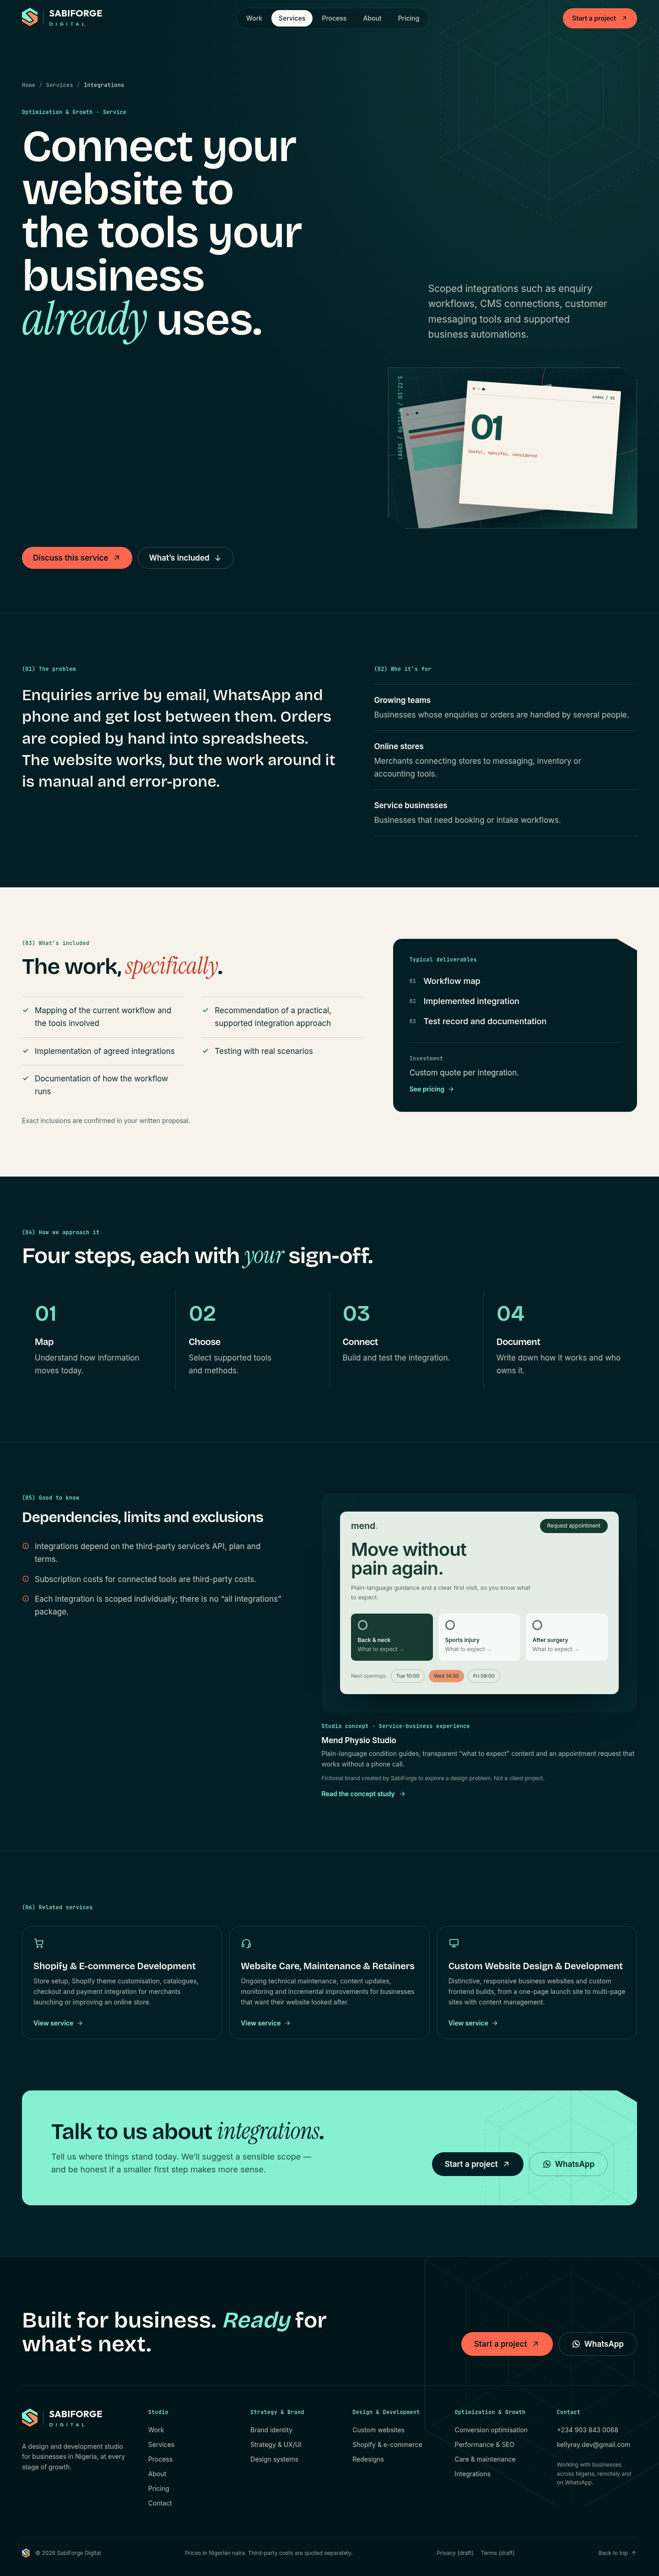 SABIFORGE
DIGITAL
Work
Services
Process
About
Pricing
Start a project
Home / Services / Integrations
Optimization & Growth · Service
Connect your
website to
the tools your
business
already uses.
Scoped integrations such as enquiry
workflows, CMS connections, customer
messaging tools and supported
business automations.
index / 01
01
Useful, specific, considered
Discuss this service
What's included
(01) The problem
Enquiries arrive by email, WhatsApp and
phone and get lost between them. Orders
are copied by hand into spreadsheets.
The website works, but the work around it
is manual and error-prone.
(02) Who it's for
Growing teams
Businesses whose enquiries or orders are handled by several people.
Online stores
Merchants connecting stores to messaging, inventory or
accounting tools.
Service businesses
Businesses that need booking or intake workflows.
(03) What's included
The work, specifically.
Mapping of the current workflow and
the tools involved
Recommendation of a practical,
supported integration approach
Implementation of agreed integrations
Testing with real scenarios
Documentation of how the workflow
runs
Exact inclusions are confirmed in your written proposal.
Typical deliverables
01 Workflow map
02 Implemented integration
03 Test record and documentation
Investment
Custom quote per integration.
See pricing →
(04) How we approach it
Four steps, each with your sign-off.
01
Map
Understand how information
moves today.
02
Choose
Select supported tools
and methods.
03
Connect
Build and test the integration.
04
Document
Write down how it works and who
owns it.
(05) Good to know
Dependencies, limits and exclusions
Integrations depend on the third-party service's API, plan and
terms.
Subscription costs for connected tools are third-party costs.
Each integration is scoped individually; there is no "all integrations"
package.
mend.
Request appointment
Move without
pain again.
Plain-language guidance and a clear first visit, so you know what
to expect.
Back & neck
What to expect →
Sports injury
What to expect →
After surgery
What to expect →
Next openings:
Tue 10:00
Wed 14:30
Fri 09:00
Studio concept · Service-business experience
Mend Physio Studio
Plain-language condition guides, transparent "what to expect" content and an appointment request that
works without a phone call.
Fictional brand created by SabiForge to explore a design problem. Not a client project.
Read the concept study →
(06) Related services
Shopify & E-commerce Development
Store setup, Shopify theme customisation, catalogues,
checkout and payment integration for merchants
launching or improving an online store.
View service →
Website Care, Maintenance & Retainers
Ongoing technical maintenance, content updates,
monitoring and incremental improvements for businesses
that want their website looked after.
View service →
Custom Website Design & Development
Distinctive, responsive business websites and custom
frontend builds, from a one-page launch site to multi-page
sites with content management.
View service →
Talk to us about integrations.
Tell us where things stand today. We'll suggest a sensible scope —
and be honest if a smaller first step makes more sense.
Start a project
WhatsApp
Built for business. Ready for
what's next.
Start a project
WhatsApp
SABIFORGE
DIGITAL
A design and development studio
for businesses in Nigeria, at every
stage of growth.
Studio
Work
Services
Process
About
Pricing
Contact
Strategy & Brand
Brand identity
Strategy & UX/UI
Design systems
Design & Development
Custom websites
Shopify & e-commerce
Redesigns
Optimization & Growth
Conversion optimisation
Performance & SEO
Care & maintenance
Integrations
Contact
+234 903 843 0068
kellyray.dev@gmail.com
Working with businesses
across Nigeria, remotely and
on WhatsApp.
© 2026 SabiForge Digital
Prices in Nigerian naira. Third-party costs are quoted separately.
Privacy (draft)
Terms (draft)
Back to top ↑